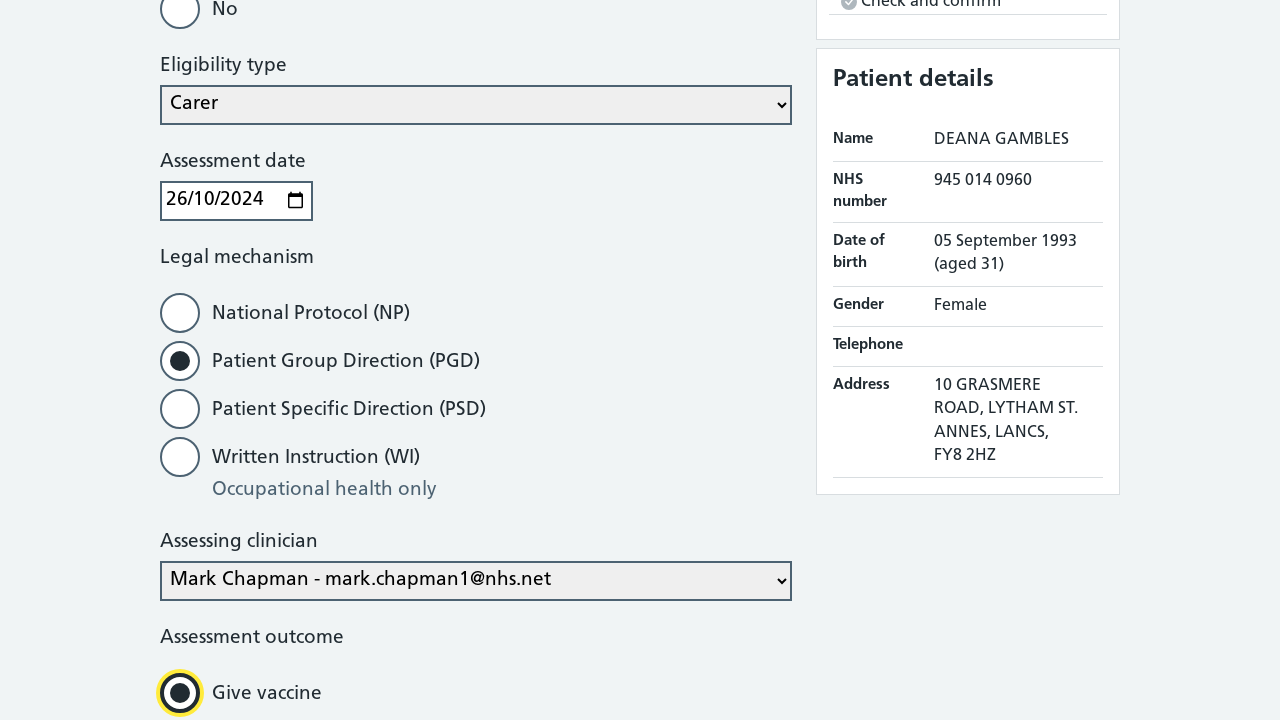 No
Eligibility type
Carer
Assessment date
26/10/2024
Legal mechanism
National Protocol (NP)
Patient Group Direction (PGD)
Patient Specific Direction (PSD)
Written Instruction (WI)
Occupational health only
Assessing clinician
Mark Chapman - mark.chapman1@nhs.net
Assessment outcome
Give vaccine
Check and confirm
Patient details
Name DEANA GAMBLES
NHS number 945 014 0960
Date of birth 05 September 1993
(aged 31)
Gender Female
Telephone
Address 10 GRASMERE
ROAD, LYTHAM ST.
ANNES, LANCS,
FY8 2HZ